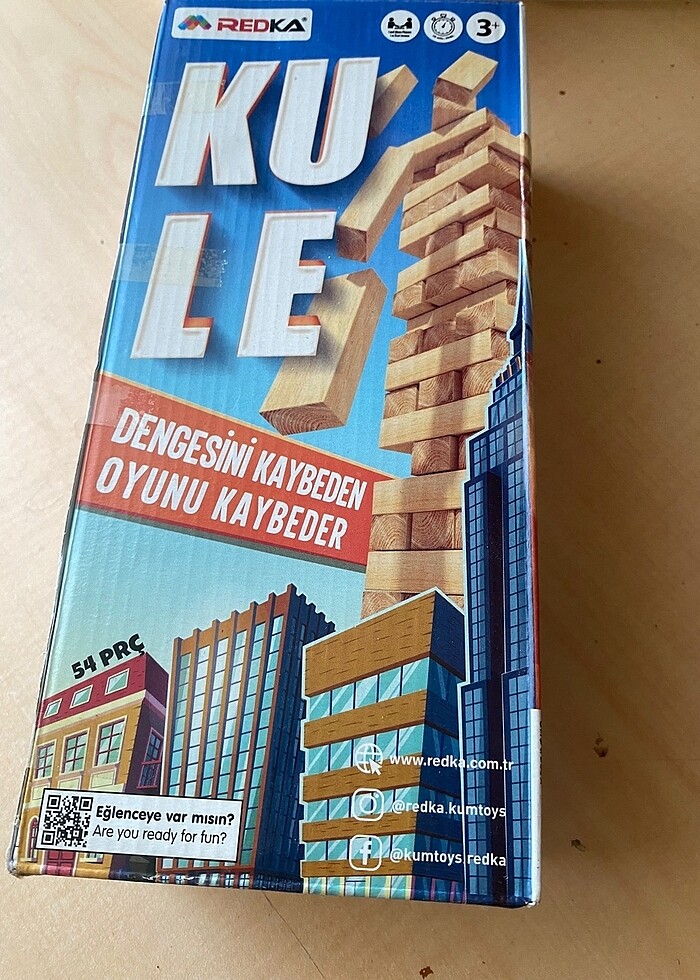 REDKA
3+
KU
LE
DENGESİNİ KAYBEDEN
OYUNU KAYBEDER
54 PRÇ
www.redka.com.tr
@redka.kumtoys
@kumtoys.redka
Eğlenceye var mısın?
Are you ready for fun?